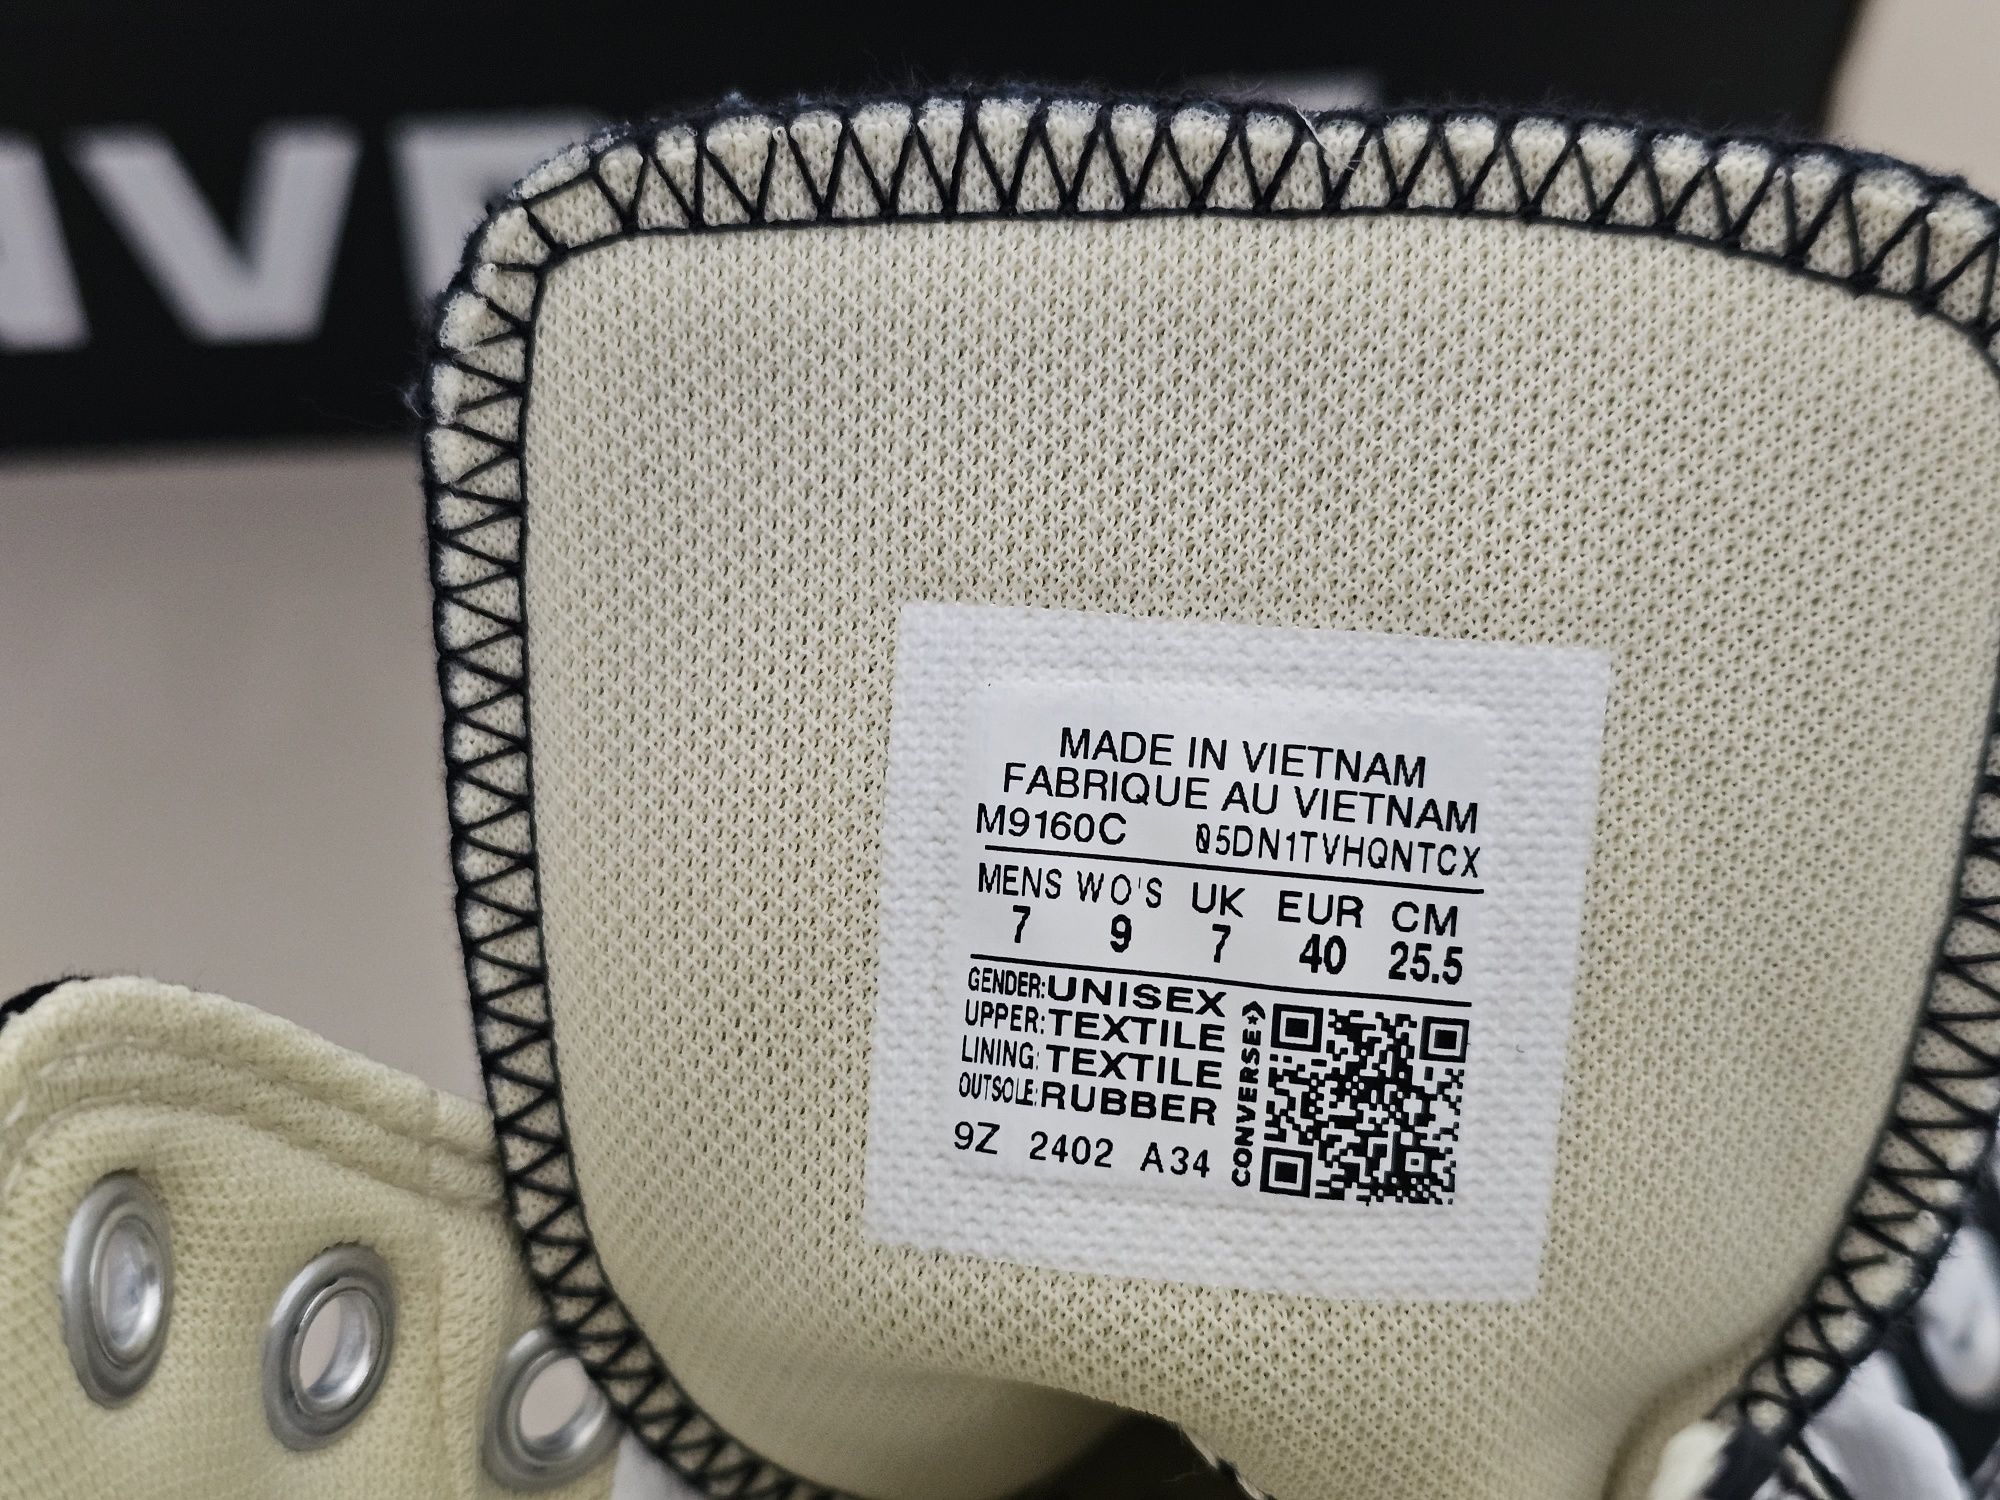 MADE IN VIETNAM
FABRIQUE AU VIETNAM
M9160C Q5DN1TVHQNTCX
MENS WO'S UK EUR CM
7 9 7 40 25.5
GENDER:UNISEX
UPPER:TEXTILE
LINING: TEXTILE
OUTSOLE:RUBBER
9Z 2402 A34
CONVERSE